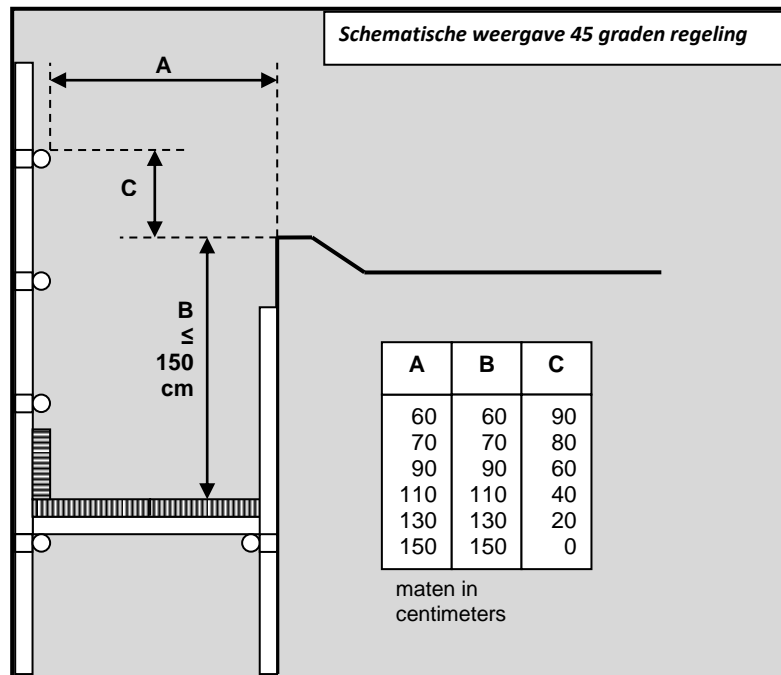 Schematische weergave 45 graden regeling
A
C
B
≤
150
cm
A B C
60 60 90
70 70 80
90 90 60
110 110 40
130 130 20
150 150 0
maten in
centimeters